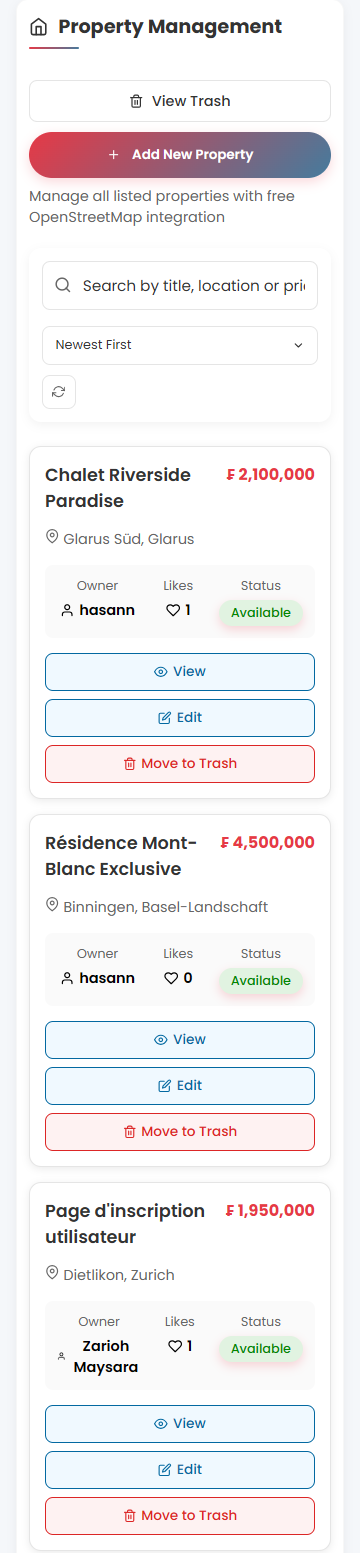 Property Management
View Trash
Add New Property
Manage all listed properties with free
OpenStreetMap integration
Search by title, location or pri
Newest First
Chalet Riverside
Paradise
₣ 2,100,000
Glarus Süd, Glarus
Owner Likes Status
hasann 1 Available
View
Edit
Move to Trash
Résidence Mont-
Blanc Exclusive
₣ 4,500,000
Binningen, Basel-Landschaft
Owner Likes Status
hasann 0 Available
View
Edit
Move to Trash
Page d'inscription
utilisateur
₣ 1,950,000
Dietlikon, Zurich
Owner Likes Status
Zarioh
Maysara
1 Available
View
Edit
Move to Trash